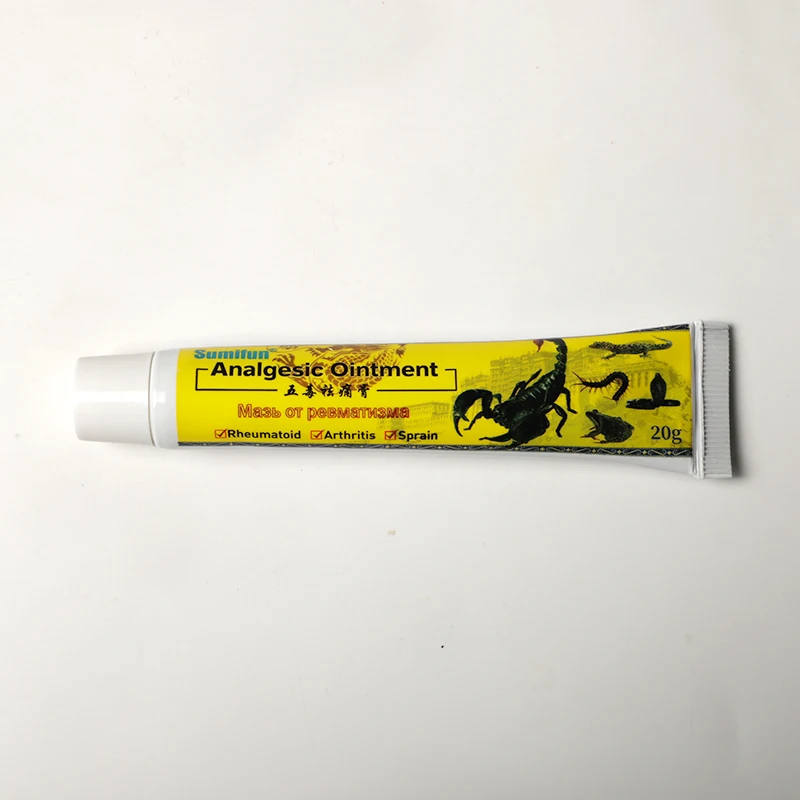 Sumifun®
Analgesic Ointment
五毒祛痛膏
Мазь от ревматизма
Rheumatoid Arthritis Sprain
20g